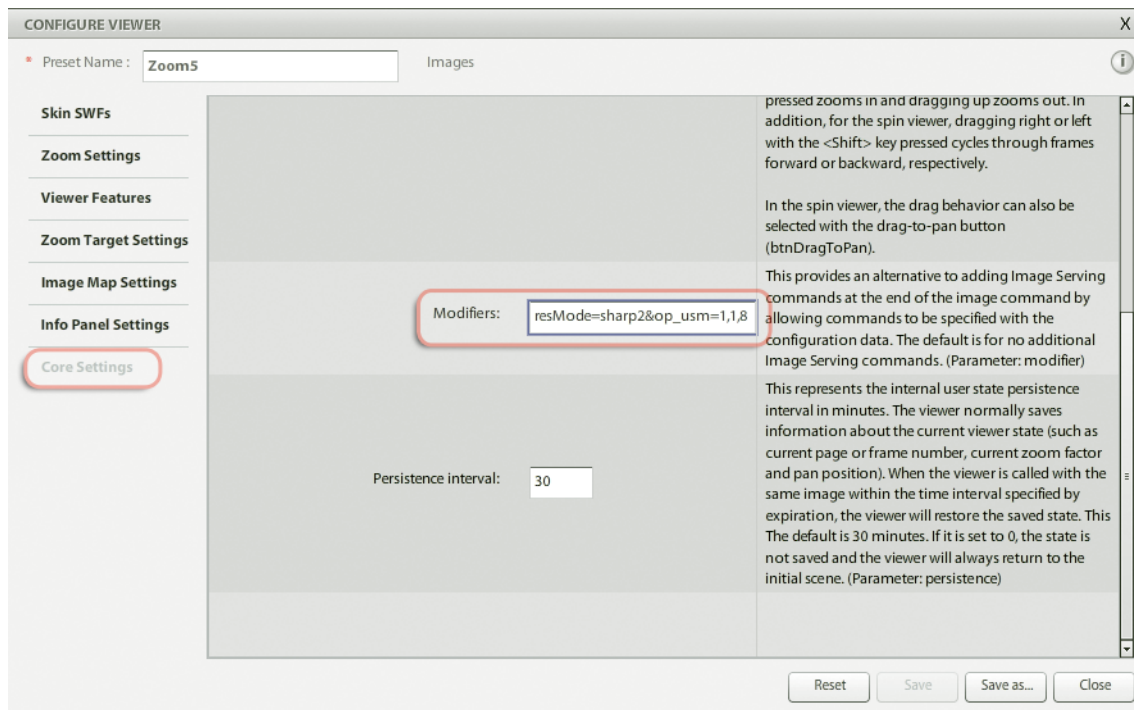 CONFIGURE VIEWER
X
* Preset Name :
Zoom5
Images
i
Skin SWFs
Zoom Settings
Viewer Features
Zoom Target Settings
Image Map Settings
Info Panel Settings
Core Settings
pressed zooms in and dragging up zooms out. In
addition, for the spin viewer, dragging right or left
with the <Shift> key pressed cycles through frames
forward or backward, respectively.
In the spin viewer, the drag behavior can also be
selected with the drag-to-pan button
(btnDragToPan).
Modifiers:
resMode=sharp2&op_usm=1,1,8
This provides an alternative to adding Image Serving
commands at the end of the image command by
allowing commands to be specified with the
configuration data. The default is for no additional
Image Serving commands. (Parameter: modifier)
Persistence interval:
30
This represents the internal user state persistence
interval in minutes. The viewer normally saves
information about the current viewer state (such as
current page or frame number, current zoom factor
and pan position). When the viewer is called with the
same image within the time interval specified by
expiration, the viewer will restore the saved state. This
The default is 30 minutes. If it is set to 0, the state is
not saved and the viewer will always return to the
initial scene. (Parameter: persistence)
Reset
Save
Save as...
Close